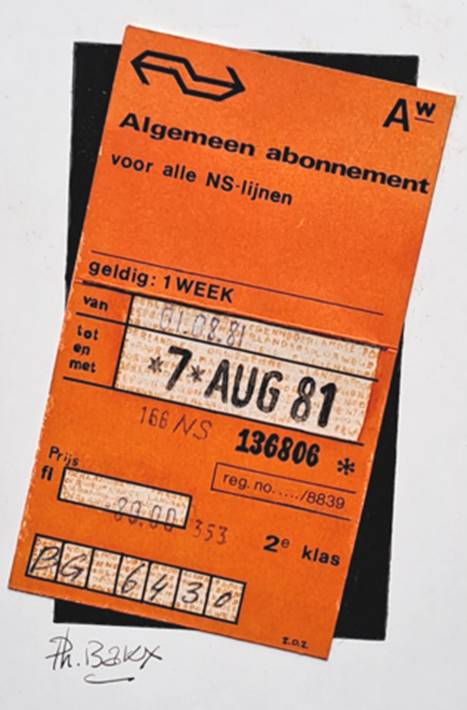 Aw
Algemeen abonnement
voor alle NS-lijnen
geldig: 1 WEEK
van 01.08.81
tot
en
met
*7* AUG 81
166 NS 136806 *
reg. no...../8839
Prijs
fl 80.00 353
2e klas
PG 6430
z.o.z.
Ph. Bakx